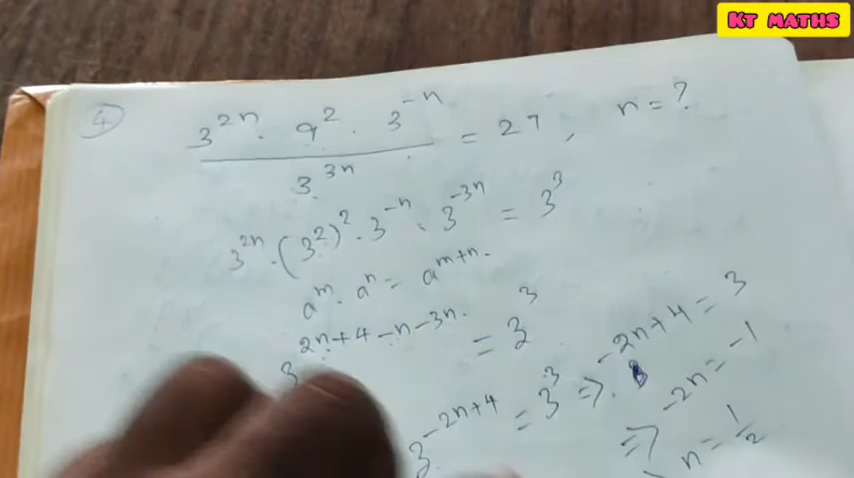 KT MATHS
4
3^{2n} · 9^2 · 3^{-n} / 3^{3n} = 27, n = ?
3^{2n} · (3^2)^2 · 3^{-n} · 3^{-3n} = 3^3
a^m · a^n = a^{m+n}.
3^{2n+4-n-3n} = 3^3
3^{-2n+4} = 3^3 ⇒ -2n+4 = 3
⇒ -2n = -1
n = 1/2